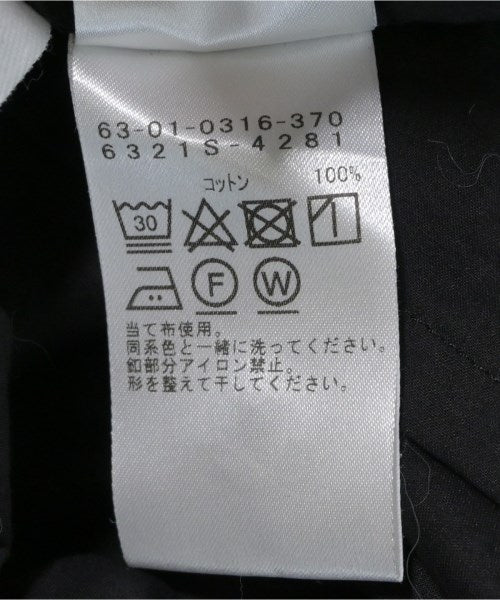 63-01-0316-370
6321S-4281
コットン 100%
30
F W
当て布使用。
同系色と一緒に洗ってください。
釦部分アイロン禁止。
形を整えて干してください。